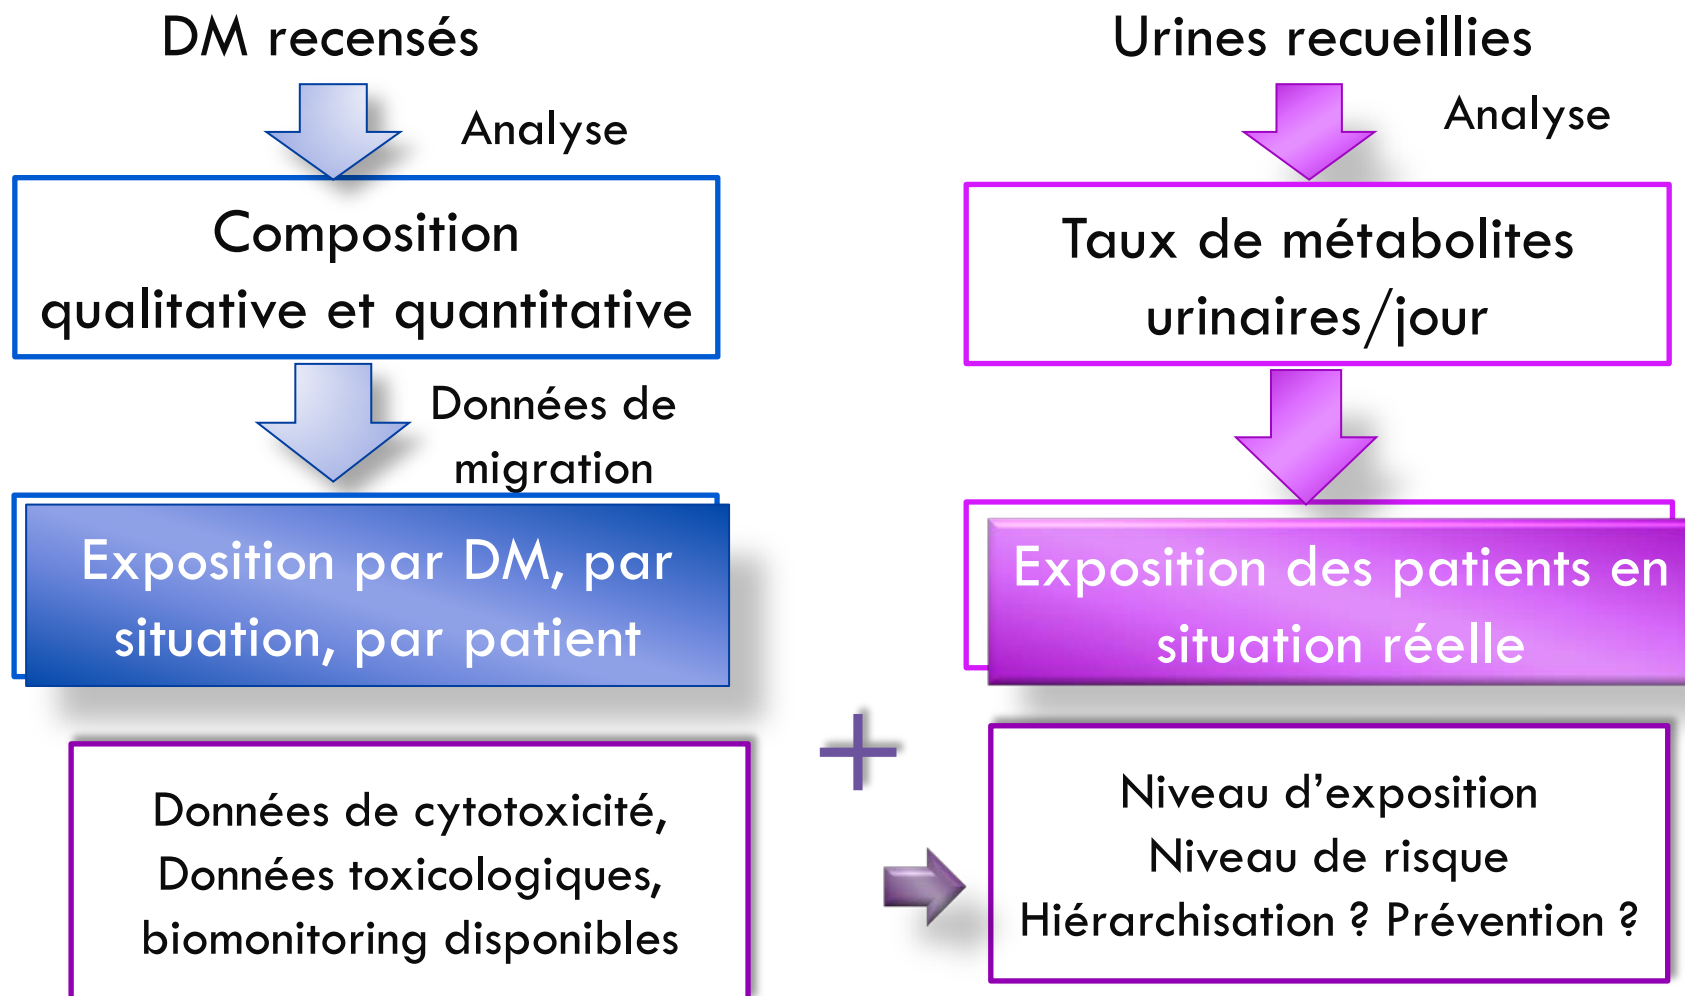 DM recensés
Analyse
Composition
qualitative et quantitative
Données de
migration
Exposition par DM, par
situation, par patient
Urines recueillies
Analyse
Taux de métabolites
urinaires/jour
Exposition des patients en
situation réelle
+
Données de cytotoxicité,
Données toxicologiques,
biomonitoring disponibles
Niveau d’exposition
Niveau de risque
Hiérarchisation ? Prévention ?